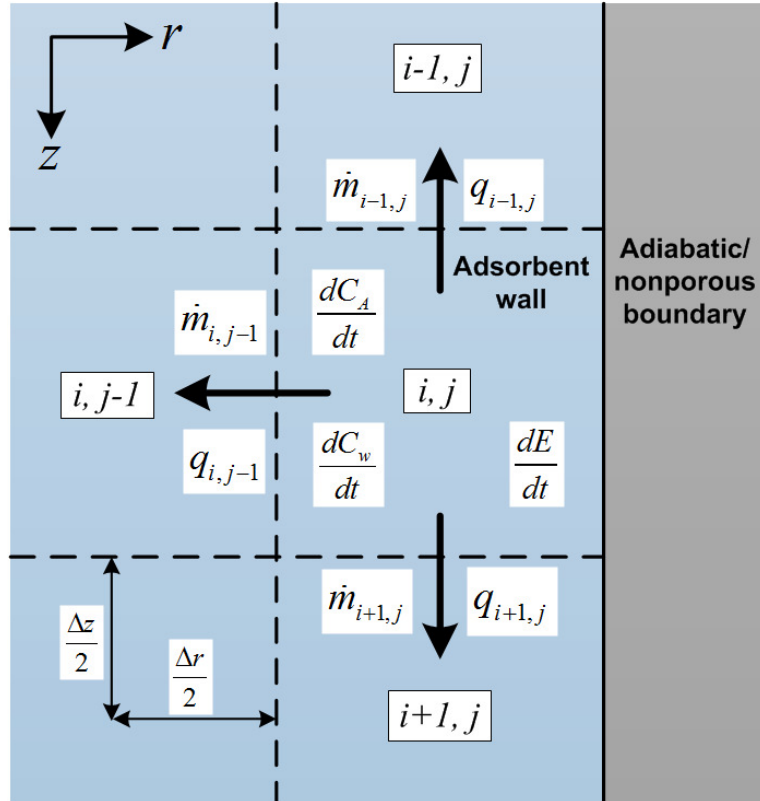 r
z
i-1, j
ṁ_{i−1,j}
q_{i−1,j}
Adsorbent
wall
Adiabatic/
nonporous
boundary
ṁ_{i,j−1}
dC_A
dt
i, j-1
i, j
q_{i,j−1}
dC_w
dt
dE
dt
ṁ_{i+1,j}
q_{i+1,j}
Δz
2
Δr
2
i+1, j